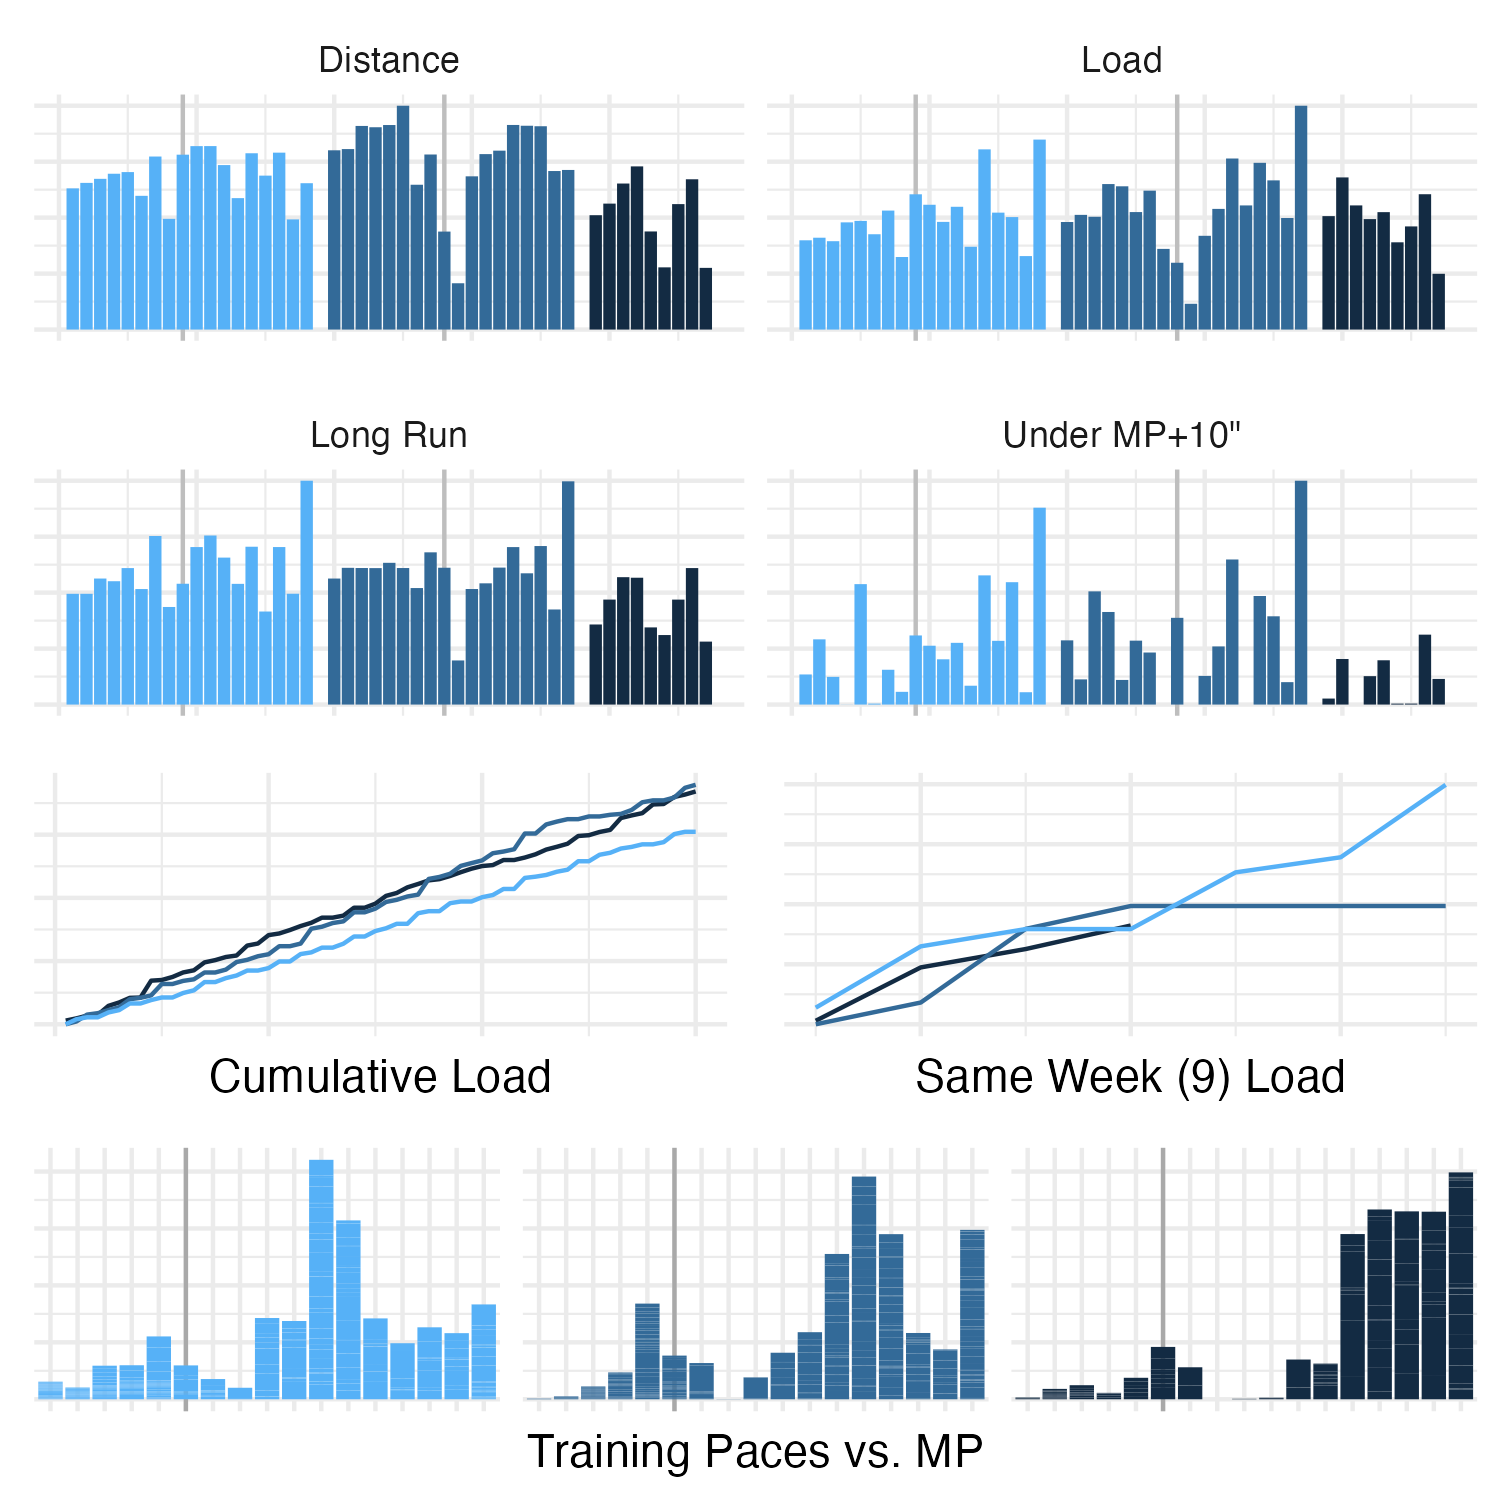 Distance
Load
Long Run
Under MP+10"
Cumulative Load
Same Week (9) Load
Training Paces vs. MP